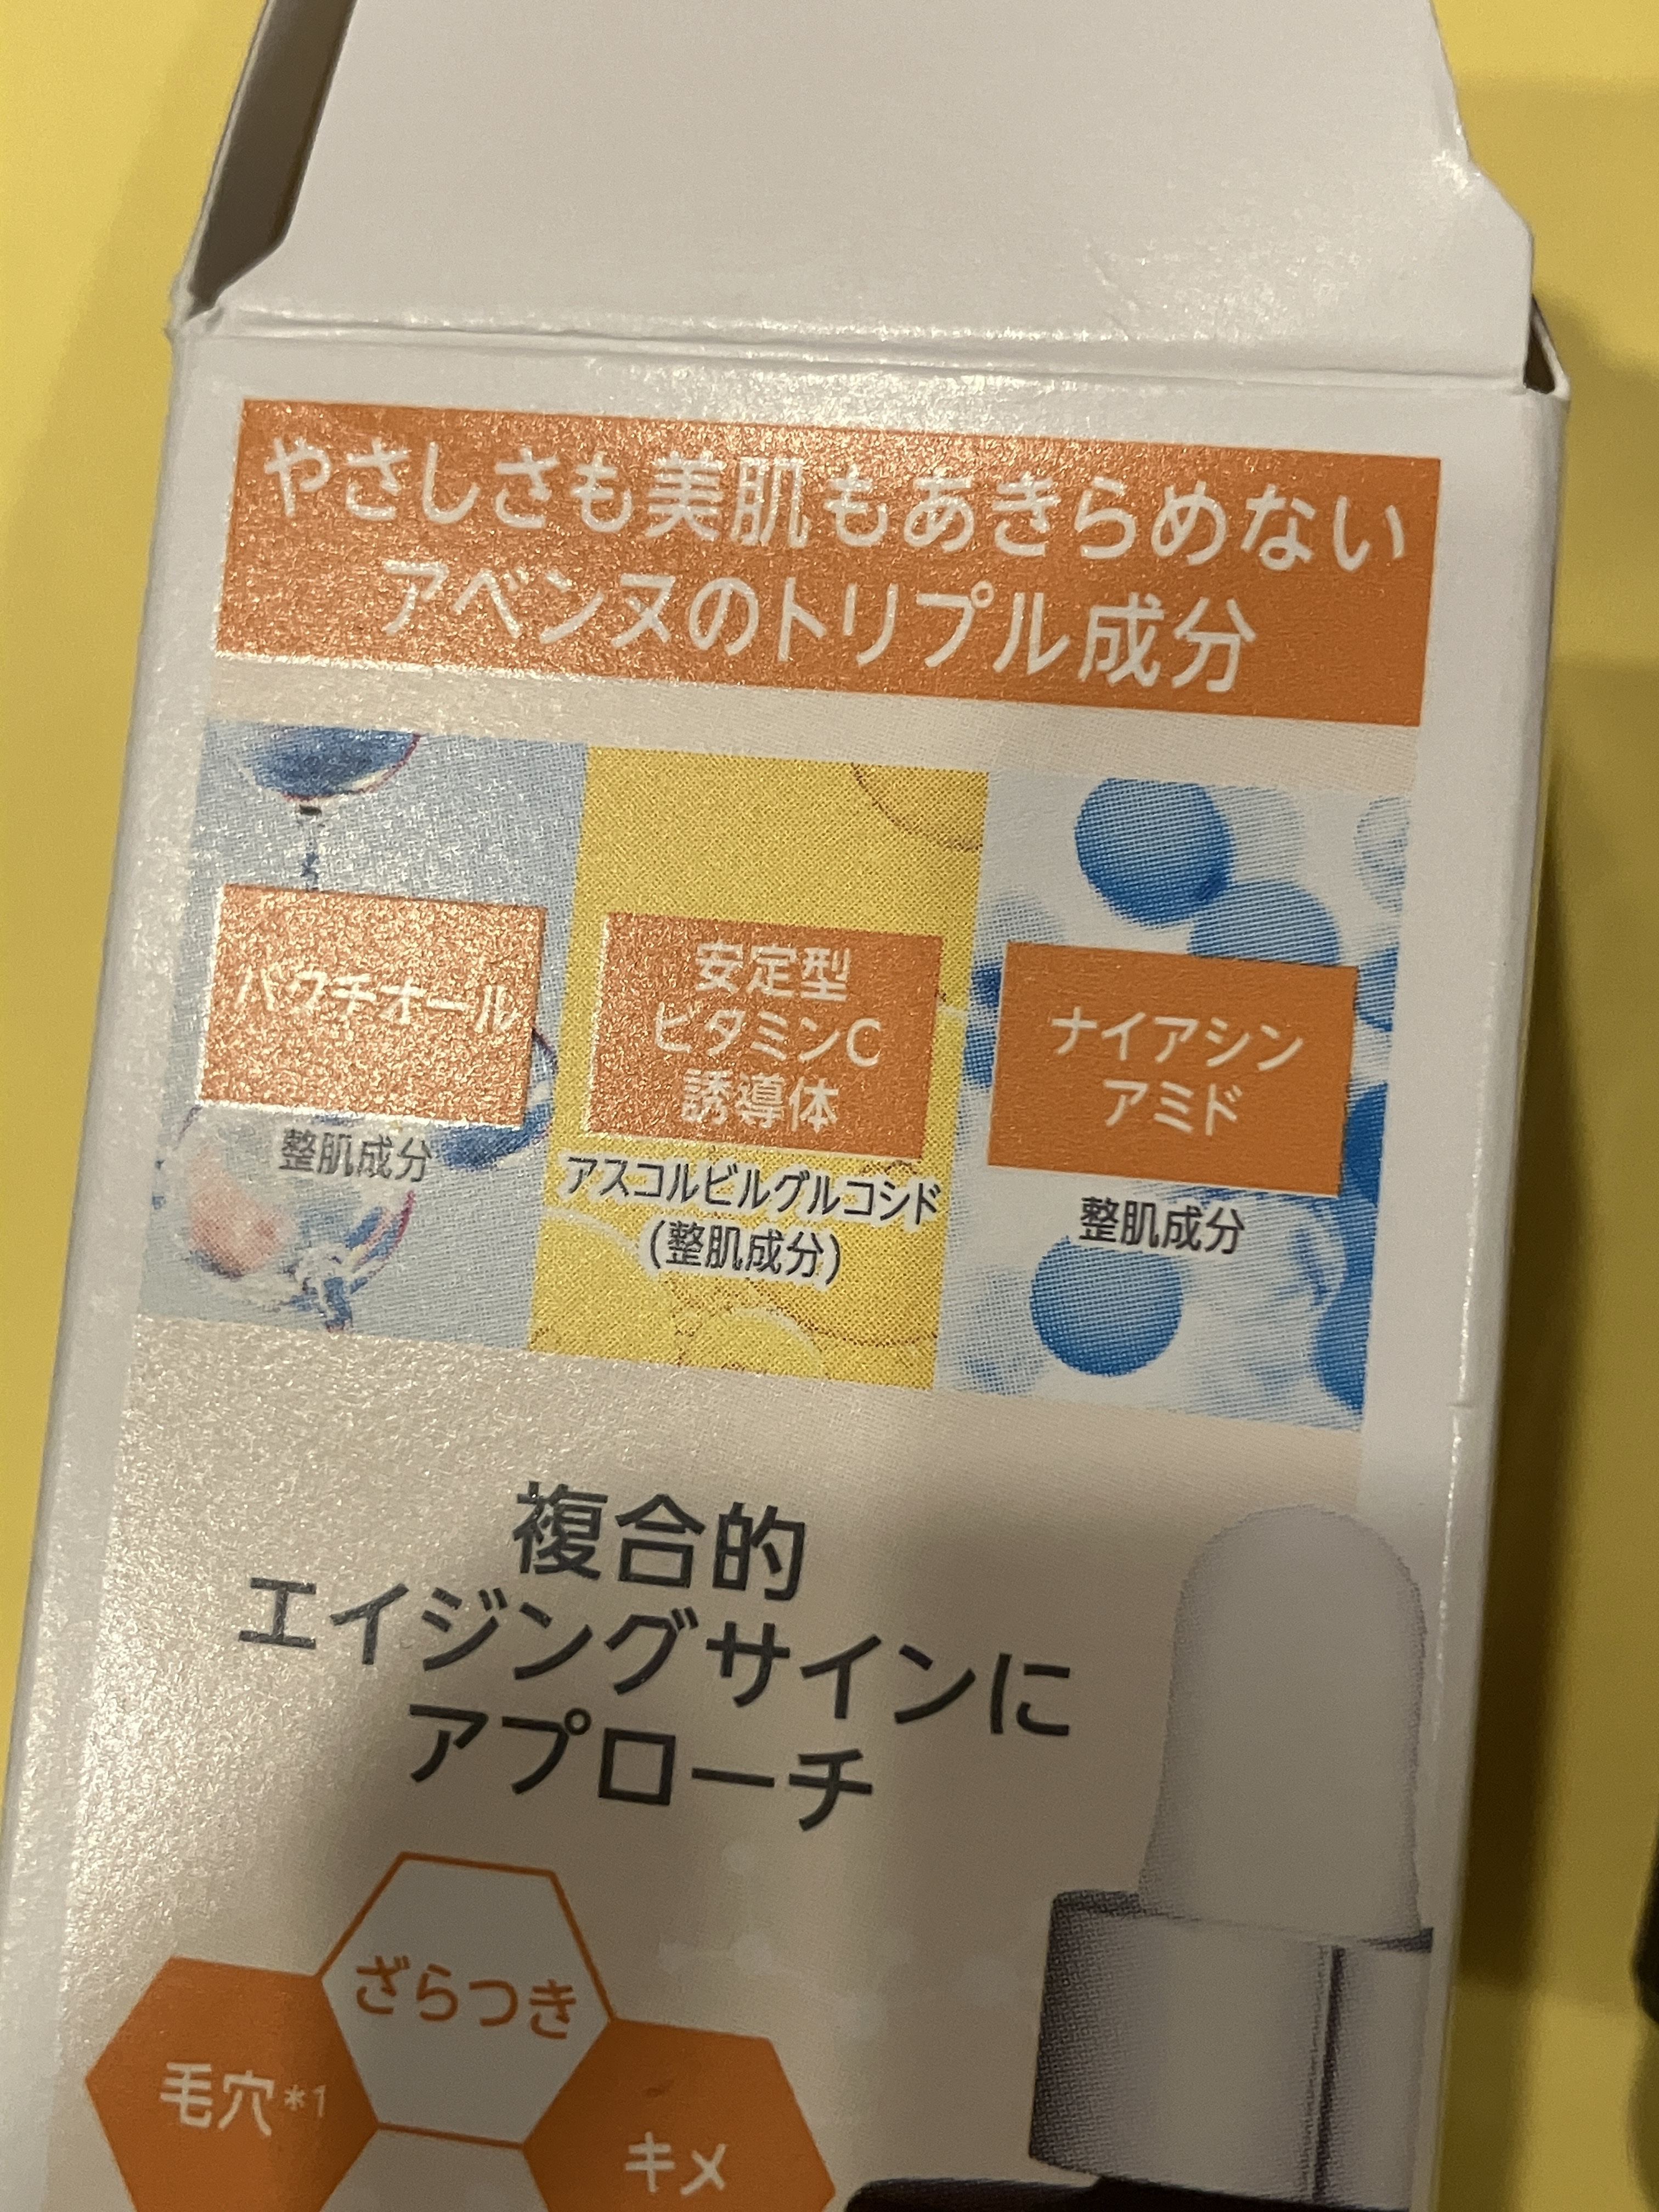 やさしさも美肌もあきらめない
アベンヌのトリプル成分
バクチオール
整肌成分
安定型
ビタミンC
誘導体
アスコルビルグルコシド
(整肌成分)
ナイアシン
アミド
整肌成分
複合的
エイジングサインに
アプローチ
ざらつき
毛穴*1
キメ